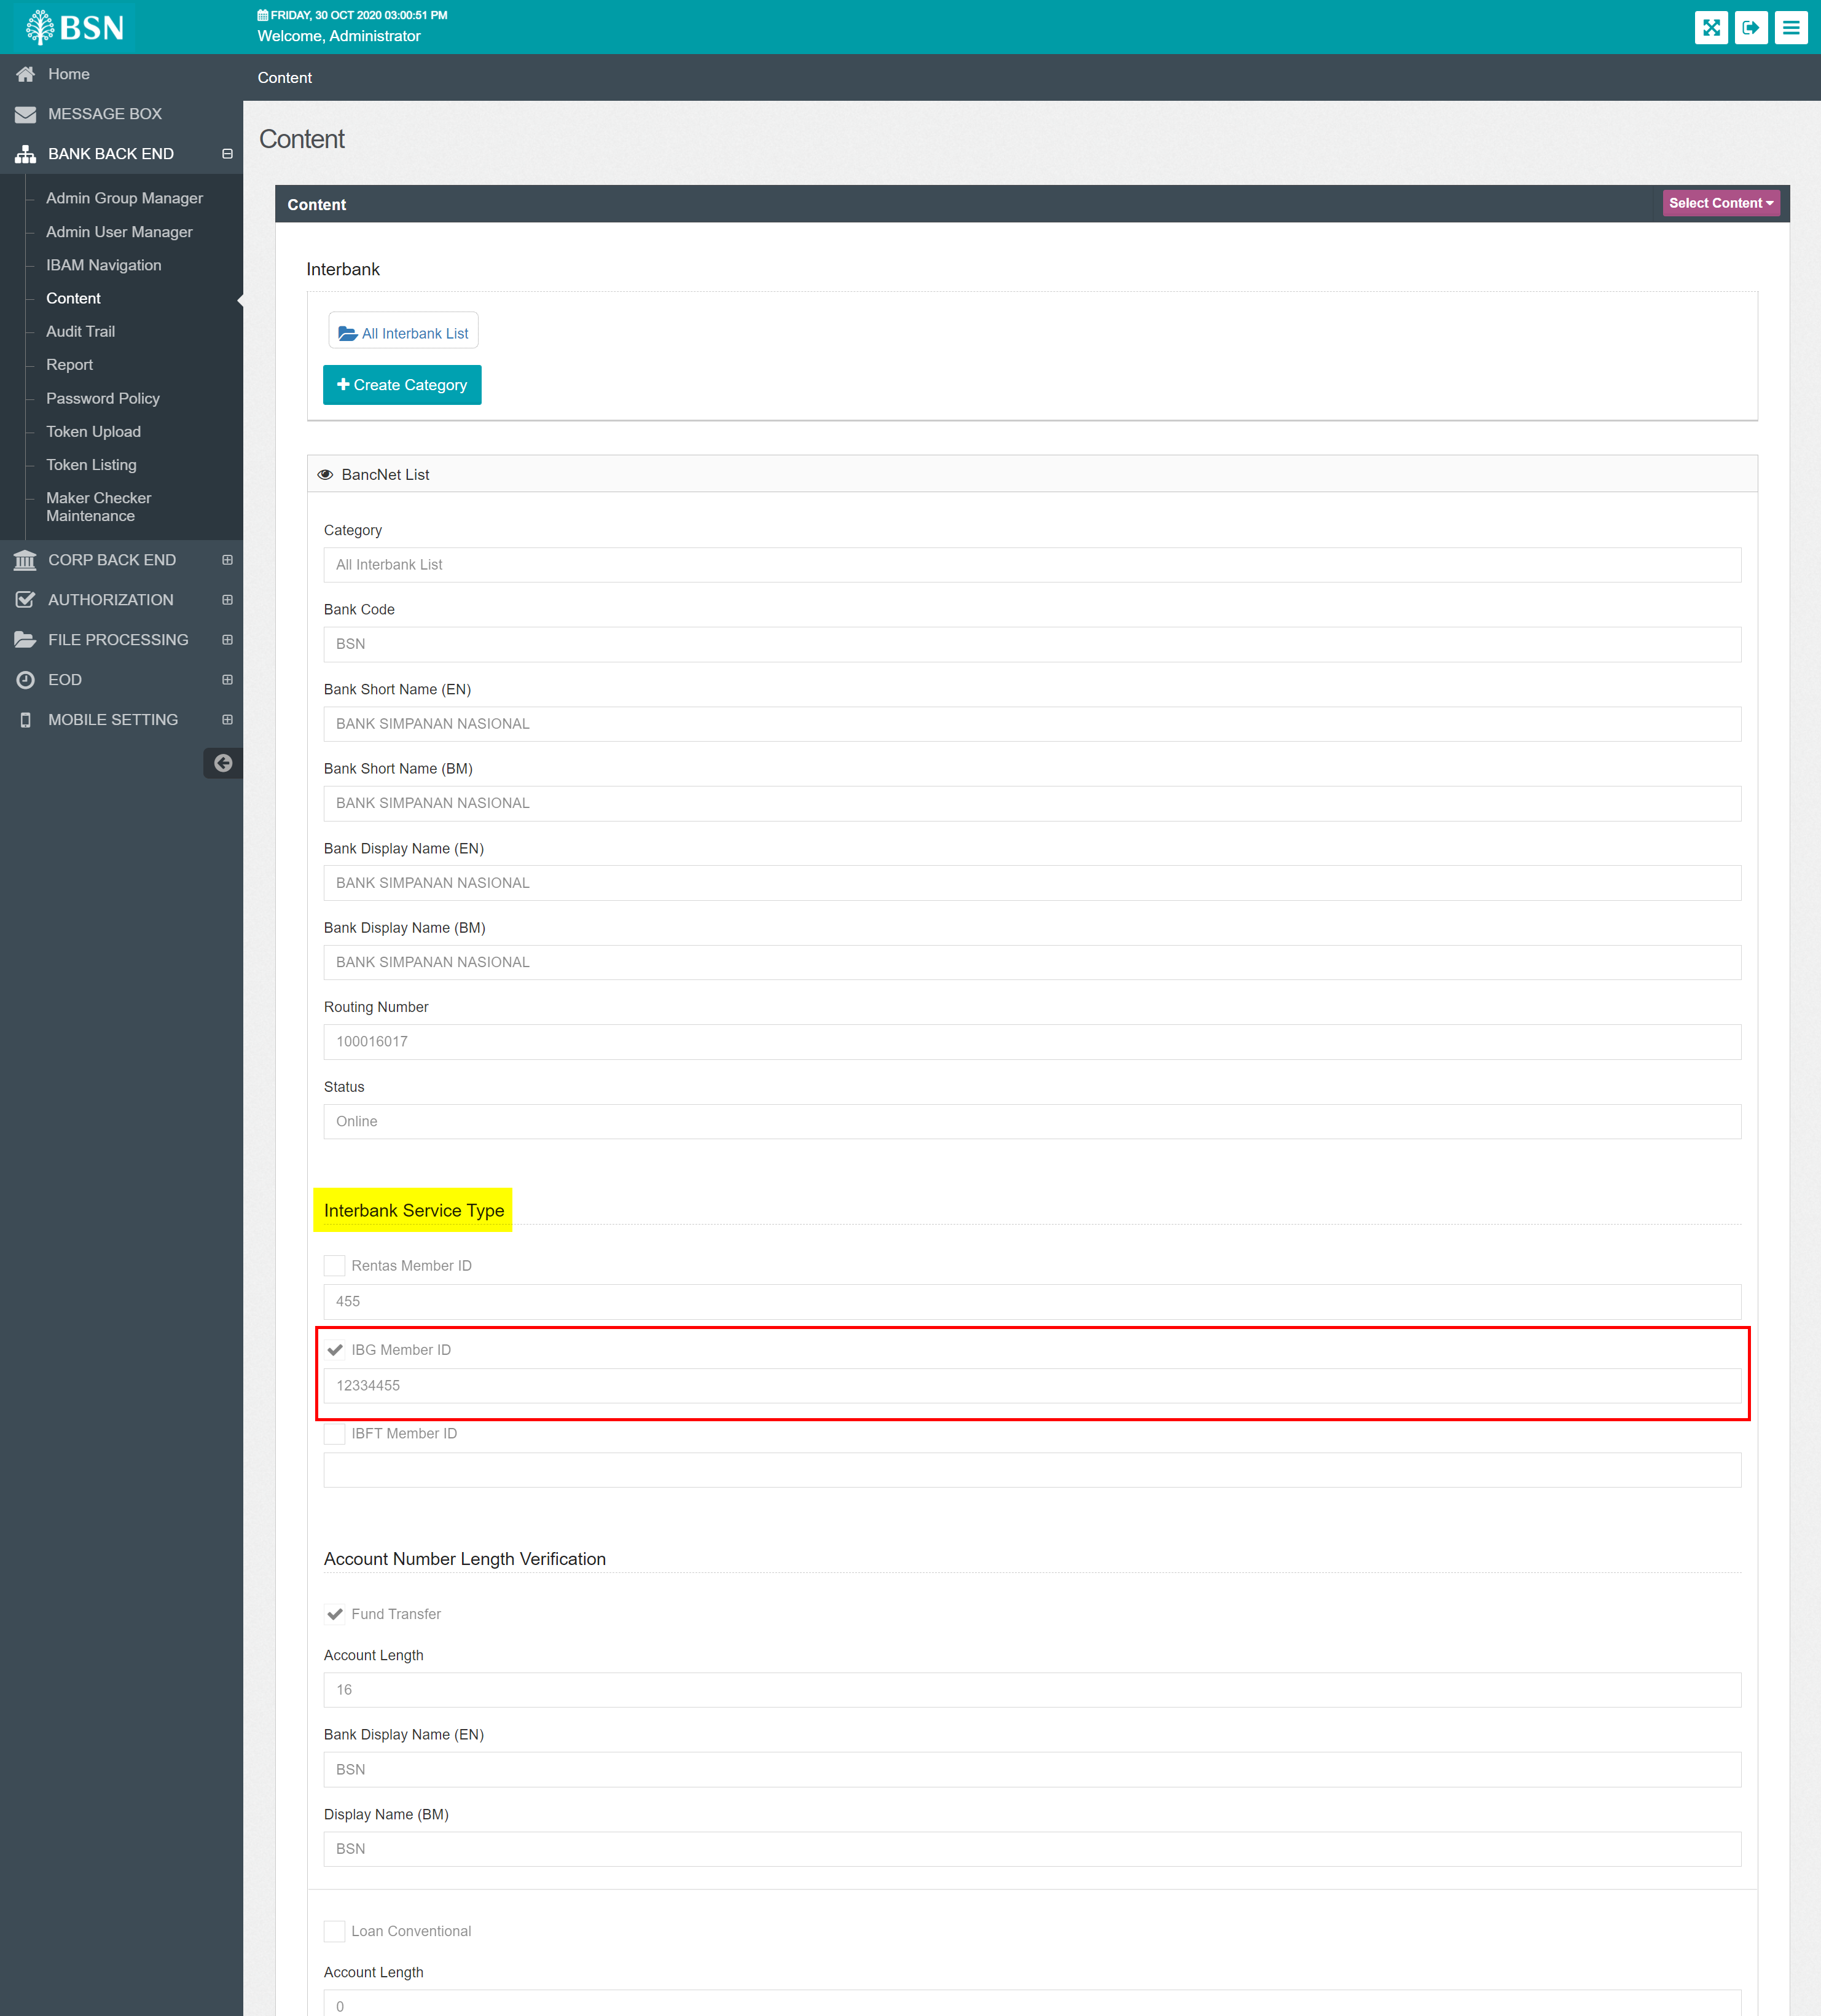 BSN
FRIDAY, 30 OCT 2020 03:00:51 PM
Welcome, Administrator
Home
MESSAGE BOX
BANK BACK END
Admin Group Manager
Admin User Manager
IBAM Navigation
Content
Audit Trail
Report
Password Policy
Token Upload
Token Listing
Maker Checker
Maintenance
CORP BACK END
AUTHORIZATION
FILE PROCESSING
EOD
MOBILE SETTING
Content
Content
Content
Select Content
Interbank
All Interbank List
Create Category
BancNet List
Category
All Interbank List
Bank Code
BSN
Bank Short Name (EN)
BANK SIMPANAN NASIONAL
Bank Short Name (BM)
BANK SIMPANAN NASIONAL
Bank Display Name (EN)
BANK SIMPANAN NASIONAL
Bank Display Name (BM)
BANK SIMPANAN NASIONAL
Routing Number
100016017
Status
Online
Interbank Service Type
Rentas Member ID
455
IBG Member ID
12334455
IBFT Member ID
Account Number Length Verification
Fund Transfer
Account Length
16
Bank Display Name (EN)
BSN
Display Name (BM)
BSN
Loan Conventional
Account Length
0